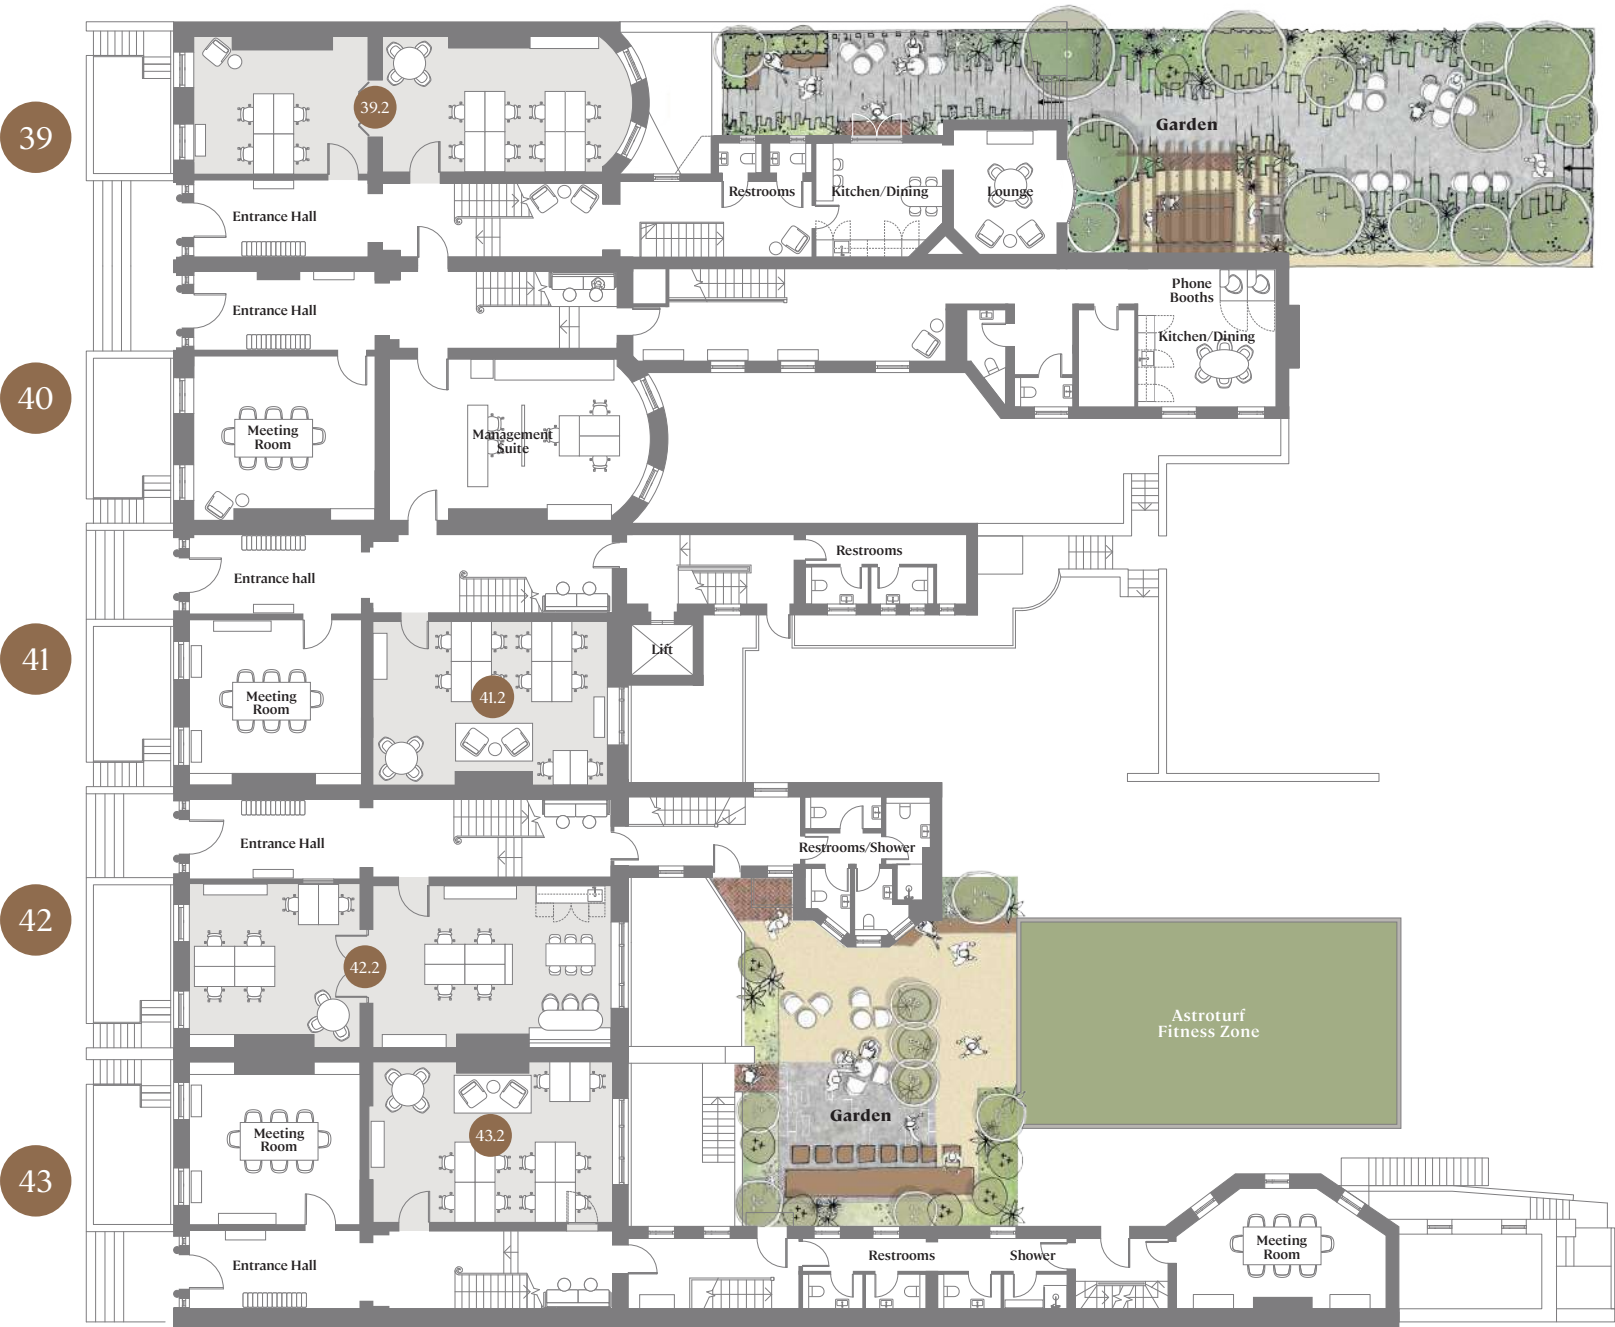 39
39.2
Garden
Restrooms
Kitchen/Dining
Lounge
Entrance Hall
Entrance Hall
Phone
Booths
Kitchen/Dining
40
Meeting
Room
Management
Suite
Entrance hall
Restrooms
41
Lift
Meeting
Room
41.2
Entrance Hall
Restrooms/Shower
42
42.2
Astroturf
Fitness Zone
Garden
43
Meeting
Room
43.2
Entrance Hall
Restrooms
Shower
Meeting
Room